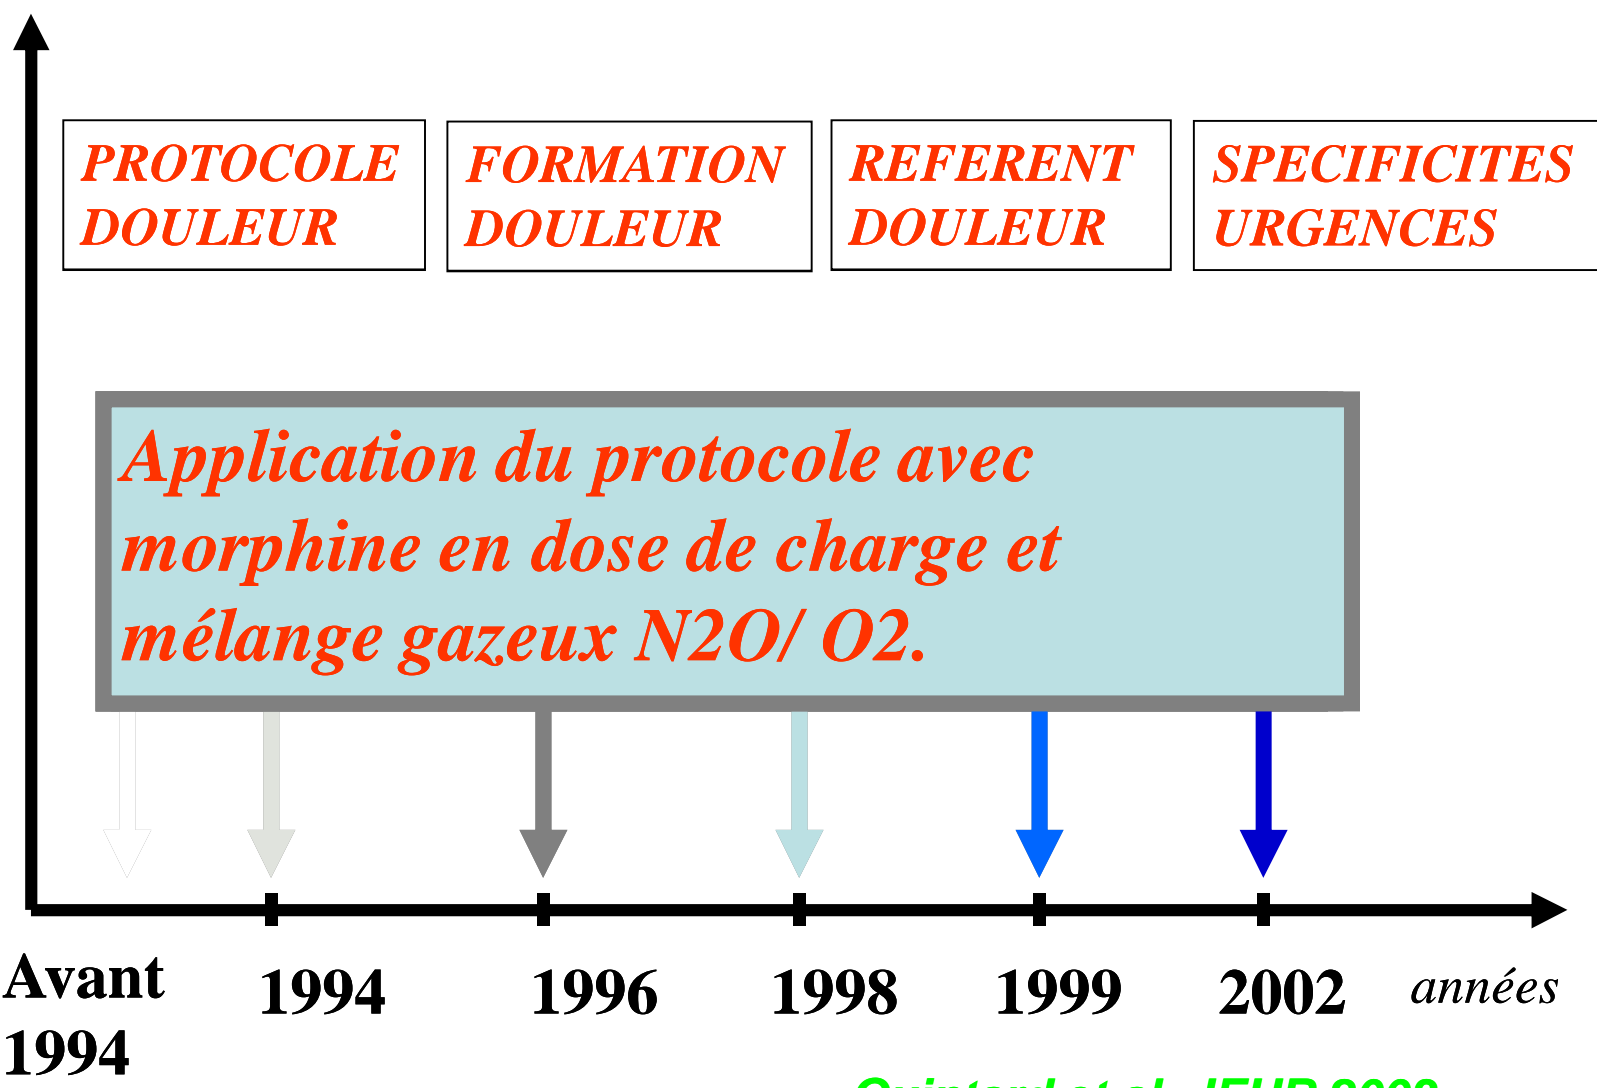 PROTOCOLE
DOULEUR
FORMATION
DOULEUR
REFERENT
DOULEUR
SPECIFICITES
URGENCES
Application du protocole avec
morphine en dose de charge et
mélange gazeux N2O/ O2.
Avant
1994
1994
1996
1998
1999
2002
années